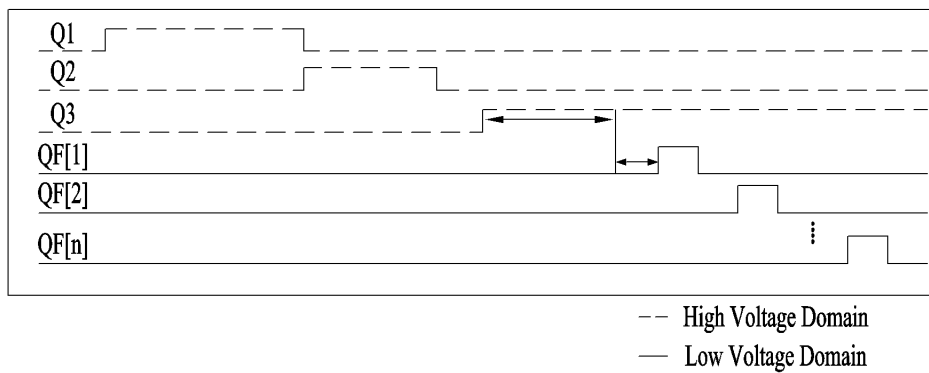 Q1
Q2
Q3
QF[1]
QF[2]
QF[n]
High Voltage Domain
Low Voltage Domain